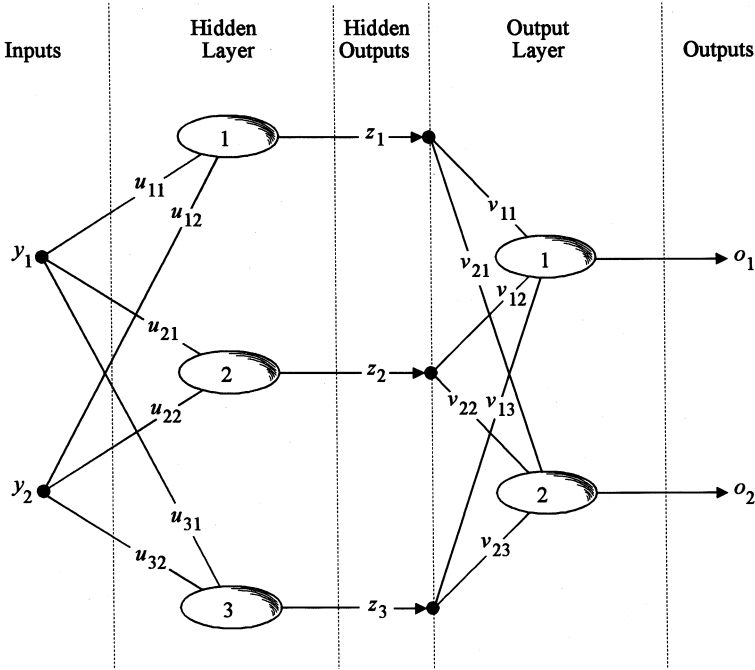 Inputs
Hidden
Layer
Hidden
Outputs
Output
Layer
Outputs
1
z₁
u₁₁
u₁₂
v₁₁
y₁
v₂₁
1
o₁
v₁₂
u₂₁
2
z₂
u₂₂
v₂₂
v₁₃
y₂
2
o₂
u₃₁
v₂₃
u₃₂
3
z₃